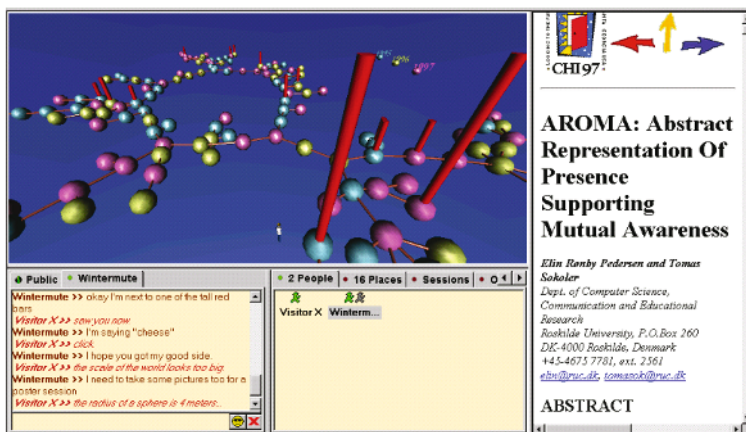 1995
1996
1997
CHI 97
AROMA: Abstract
Representation Of
Presence
Supporting
Mutual Awareness
Elin Rønby Pedersen and Tomas
Sokoler
Dept. of Computer Science,
Communication and Educational
Research
Roskilde University, P.O.Box 260
DK-4000 Roskilde, Denmark
+45-4675 7781, ext. 2561
elin@ruc.dk, tomasok@ruc.dk
ABSTRACT
Public Wintermute
Wintermute >> okay I'm next to one of the tall red
bars
Visitor X >> saw you now
Wintermute >> I'm saying "cheese"
Visitor X >> click
Wintermute >> I hope you got my good side.
Visitor X >> the scale of the world looks too big.
Wintermute >> I need to take some pictures too for a
poster session
Visitor X >> the radius of a sphere is 4 meters..
2 People 16 Places Sessions O
Visitor X Winterm...